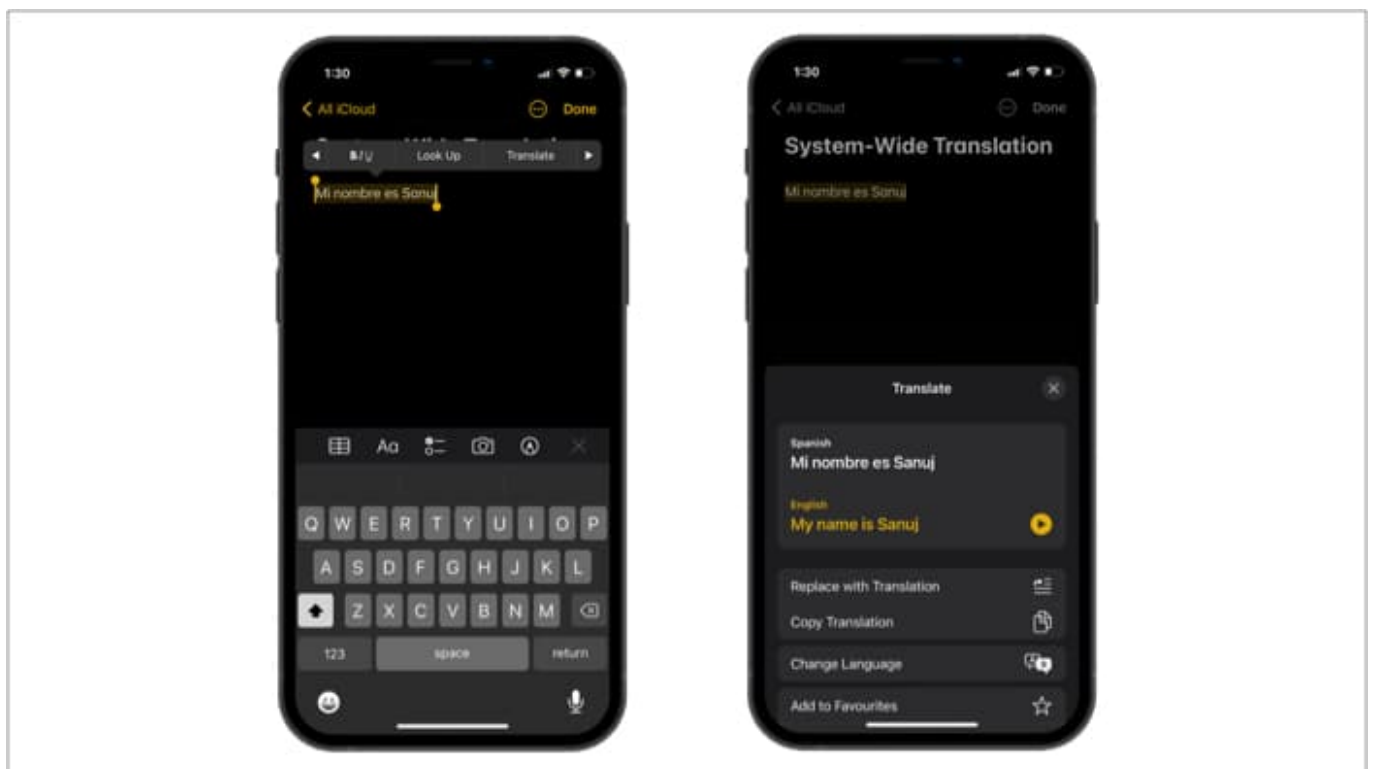 1:30
All iCloud
Done
B I U
Look Up
Translate
Mi nombre es Sanuj
Aa
Q W E R T Y U I O P
A S D F G H J K L
Z X C V B N M
123
space
return
1:30
All iCloud
Done
System-Wide Translation
Mi nombre es Sanuj
Translate
Spanish
Mi nombre es Sanuj
English
My name is Sanuj
Replace with Translation
Copy Translation
Change Language
Add to Favourites